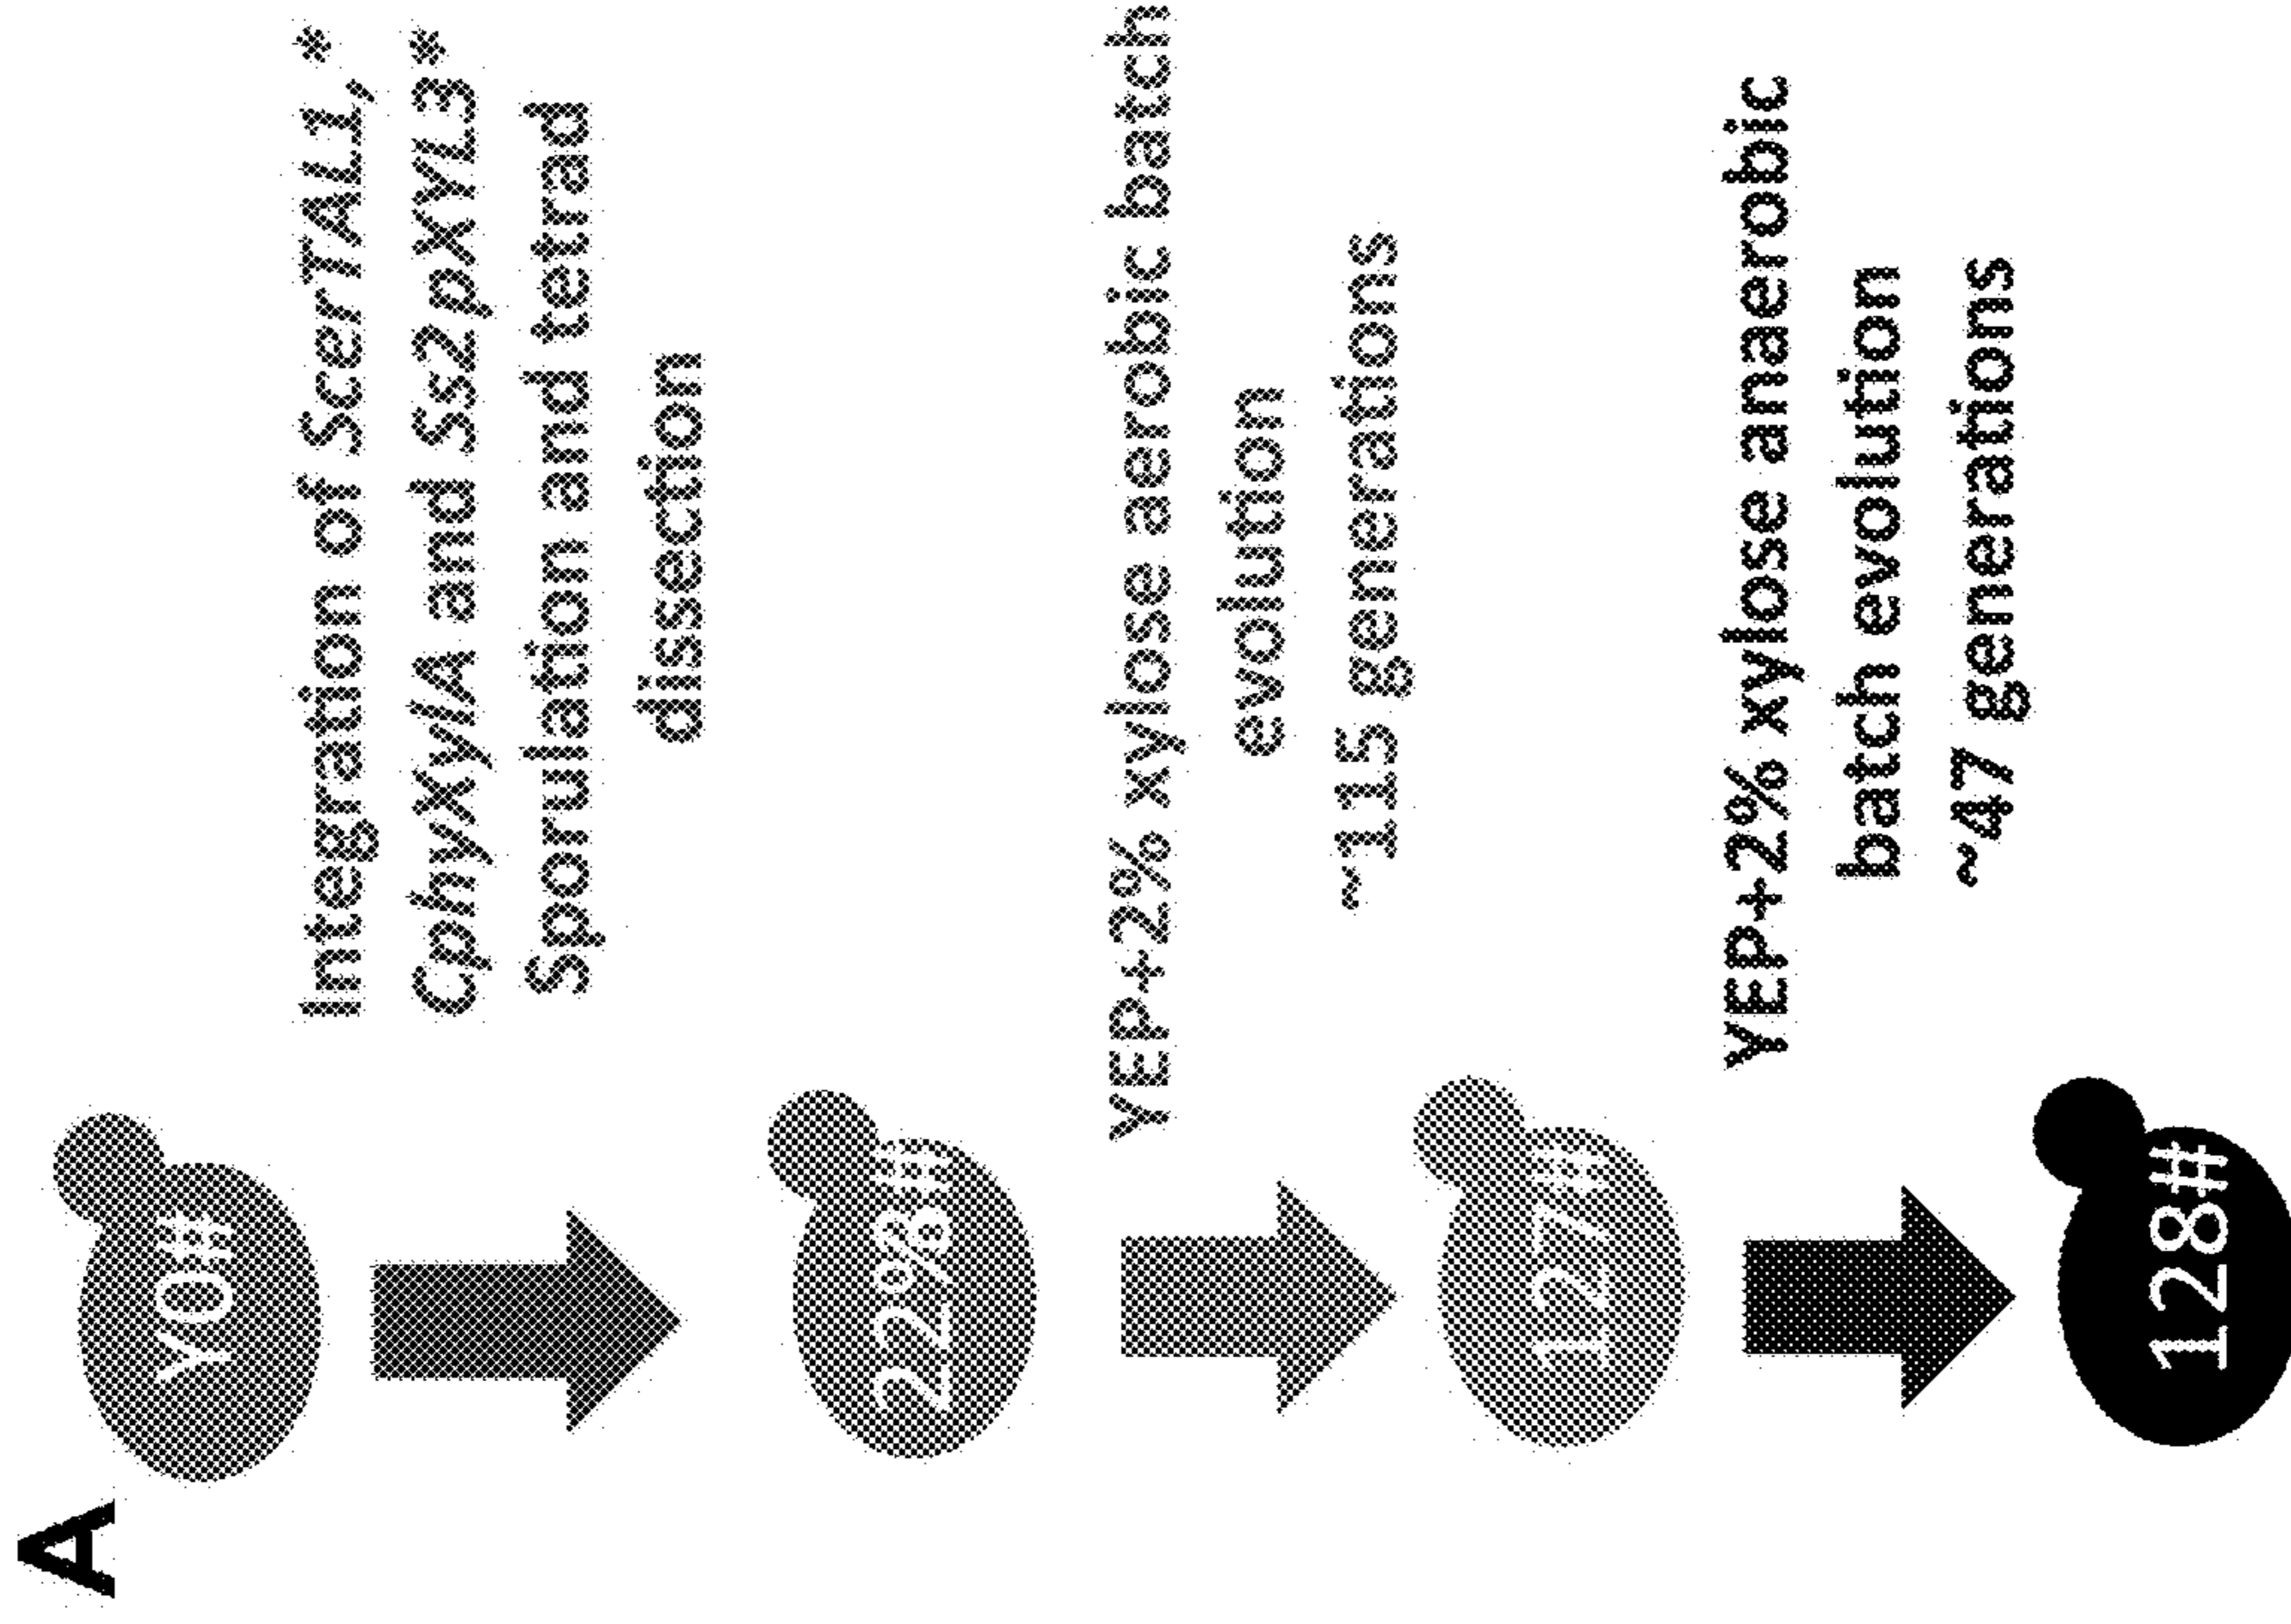 A
Y0#
Integration of ScerTAL1,*
CphyXylA and Ss2pXYL3*
Sporulation and tetrad
dissection
22%#
YEP+2% xylose aerobic batch
evolution
~115 generations
127#
YEP+2% xylose anaerobic
batch evolution
~47 generations
128#